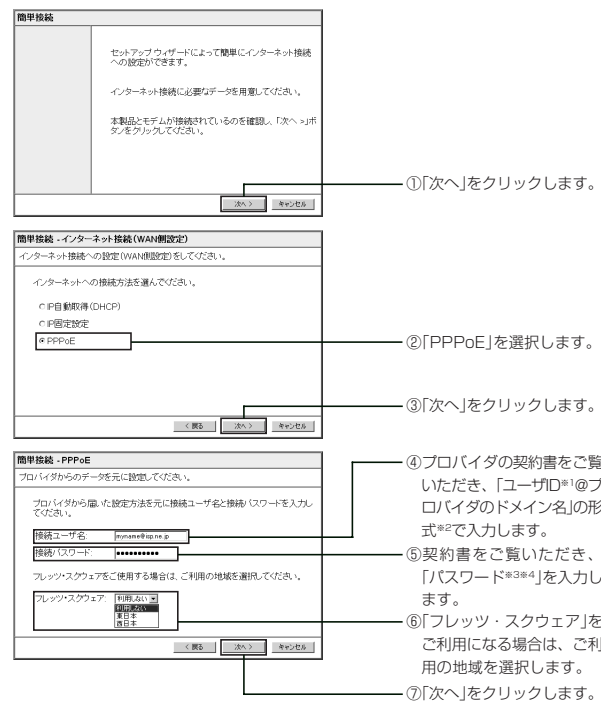 簡単接続
セットアップ ウィザードによって簡単にインターネット接続
への設定ができます。
インターネット接続に必要なデータを用意してください。
本製品とモデムが接続されているのを確認し、「次へ >」ボ
タンをクリックしてください。
次へ >
キャンセル
①「次へ」をクリックします。
簡単接続 - インターネット接続(WAN側設定)
インターネット接続への設定(WAN側設定)をしてください。
インターネットへの接続方法を選んでください。
IP自動取得(DHCP)
IP固定設定
PPPoE
②「PPPoE」を選択します。
< 戻る
次へ >
キャンセル
③「次へ」をクリックします。
簡単接続 - PPPoE
プロバイダからのデータを元に設定してください。
プロバイダから届いた設定方法を元に接続ユーザ名と接続パスワードを入力し
てください。
接続ユーザ名:
myname@isp.ne.jp
接続パスワード:
**********
フレッツ・スクウェアをご使用する場合は、ご利用の地域を選択してください。
フレッツ・スクウェア:
利用しない
利用しない
東日本
西日本
< 戻る
次へ >
キャンセル
④プロバイダの契約書をご覧
いただき、「ユーザID※1@プ
ロバイダのドメイン名」の形
式※2で入力します。
⑤契約書をご覧いただき、
「パスワード※3※4」を入力し
ます。
⑥「フレッツ・スクウェア」を
ご利用になる場合は、ご利
用の地域を選択します。
⑦「次へ」をクリックします。